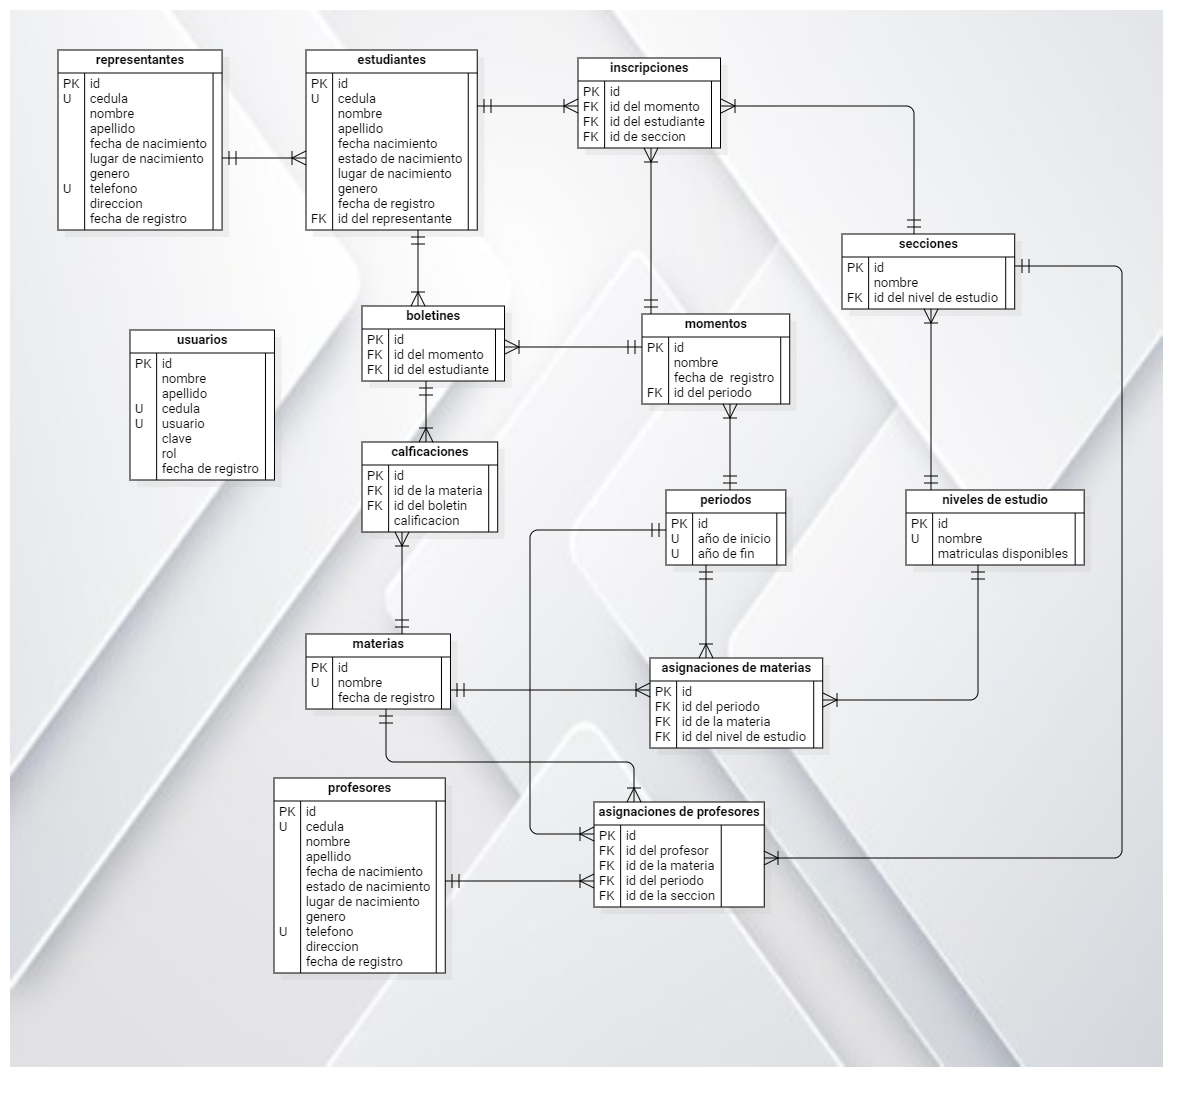 representantes
PK id
U cedula
nombre
apellido
fecha de nacimiento
lugar de nacimiento
genero
U telefono
direccion
fecha de registro
estudiantes
PK id
U cedula
nombre
apellido
fecha nacimiento
estado de nacimiento
lugar de nacimiento
genero
fecha de registro
FK id del representante
inscripciones
PK id
FK id del momento
FK id del estudiante
FK id de seccion
secciones
PK id
nombre
FK id del nivel de estudio
boletines
PK id
FK id del momento
FK id del estudiante
momentos
PK id
nombre
fecha de  registro
FK id del periodo
usuarios
PK id
nombre
apellido
U cedula
U usuario
clave
rol
fecha de registro
calficaciones
PK id
FK id de la materia
FK id del boletin
calificacion
periodos
PK id
U año de inicio
U año de fin
niveles de estudio
PK id
U nombre
matriculas disponibles
materias
PK id
U nombre
fecha de registro
asignaciones de materias
PK id
FK id del periodo
FK id de la materia
FK id del nivel de estudio
profesores
PK id
U cedula
nombre
apellido
fecha de nacimiento
estado de nacimiento
lugar de nacimiento
genero
U telefono
direccion
fecha de registro
asignaciones de profesores
PK id
FK id del profesor
FK id de la materia
FK id del periodo
FK id de la seccion